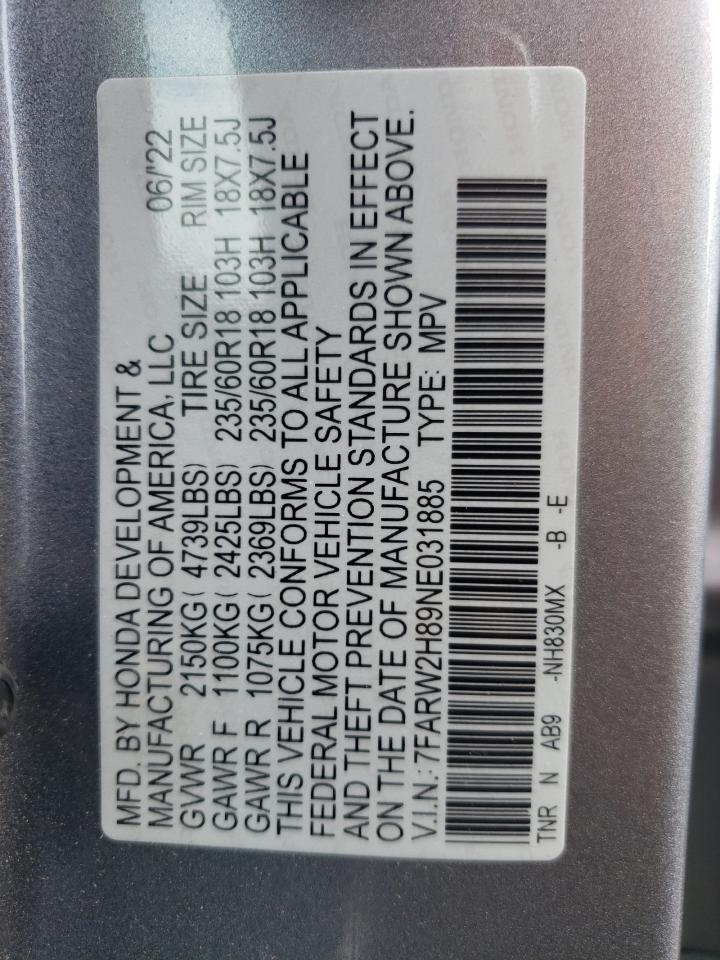 MFD. BY HONDA DEVELOPMENT &
MANUFACTURING OF AMERICA, LLC 06/'22
GVWR 2150KG( 4739LBS) TIRE SIZE RIM SIZE
GAWR F 1100KG( 2425LBS) 235/60R18 103H 18X7.5J
GAWR R 1075KG( 2369LBS) 235/60R18 103H 18X7.5J
THIS VEHICLE CONFORMS TO ALL APPLICABLE
FEDERAL MOTOR VEHICLE SAFETY
AND THEFT PREVENTION STANDARDS IN EFFECT
ON THE DATE OF MANUFACTURE SHOWN ABOVE.
V.I.N.: 7FARW2H89NE031885 TYPE: MPV
TNR N AB9 -NH830MX -B -E